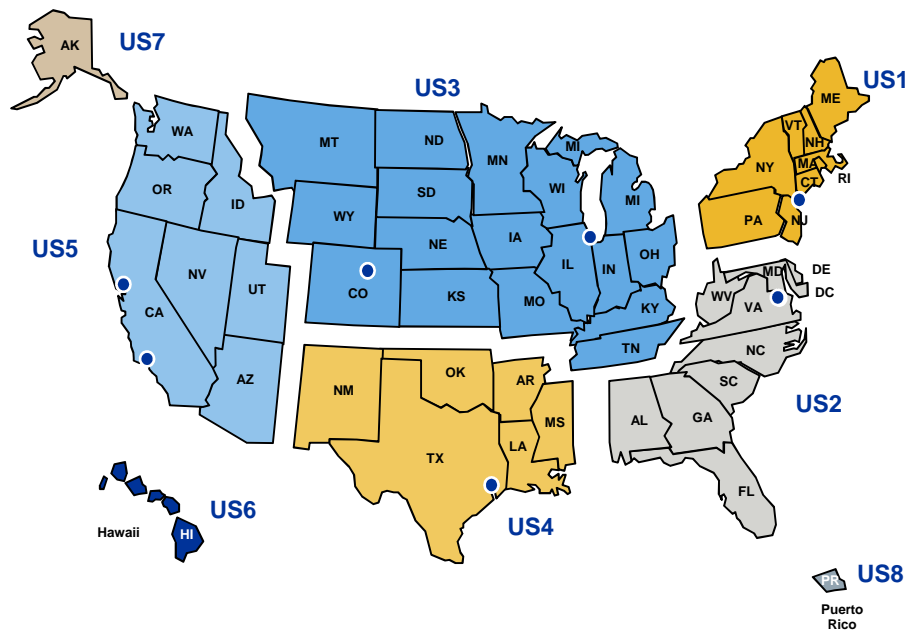 US7
AK
US3
US1
ME
WA
MT
ND
MN
MI
VT
NH
NY
MA
RI
CT
OR
ID
SD
WI
MI
WY
PA
NJ
NE
IA
OH
US5
NV
UT
CO
KS
IL
IN
MO
KY
TN
CA
AZ
MD
DE
DC
WV
VA
NC
SC
US2
NM
OK
AR
MS
AL
GA
TX
LA
FL
US4
US6
Hawaii
HI
US8
PR
Puerto
Rico